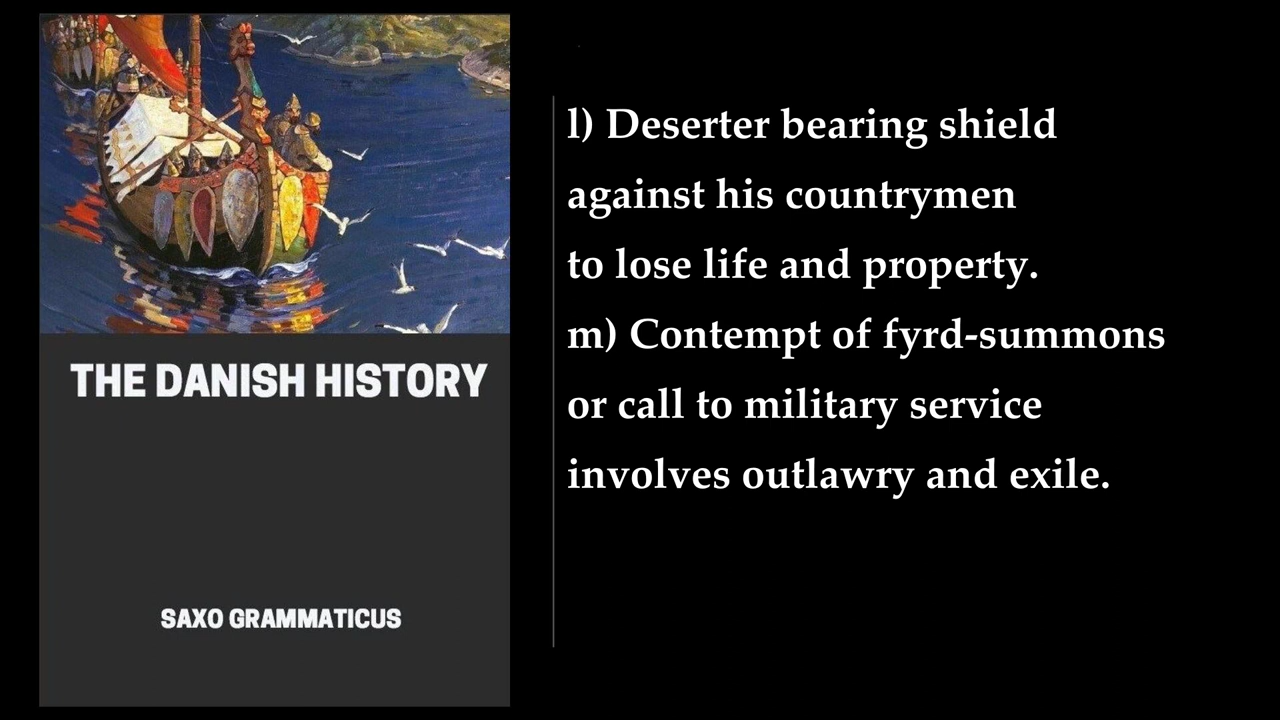 THE DANISH HISTORY
SAXO GRAMMATICUS
l) Deserter bearing shield
against his countrymen
to lose life and property.
m) Contempt of fyrd-summons
or call to military service
involves outlawry and exile.